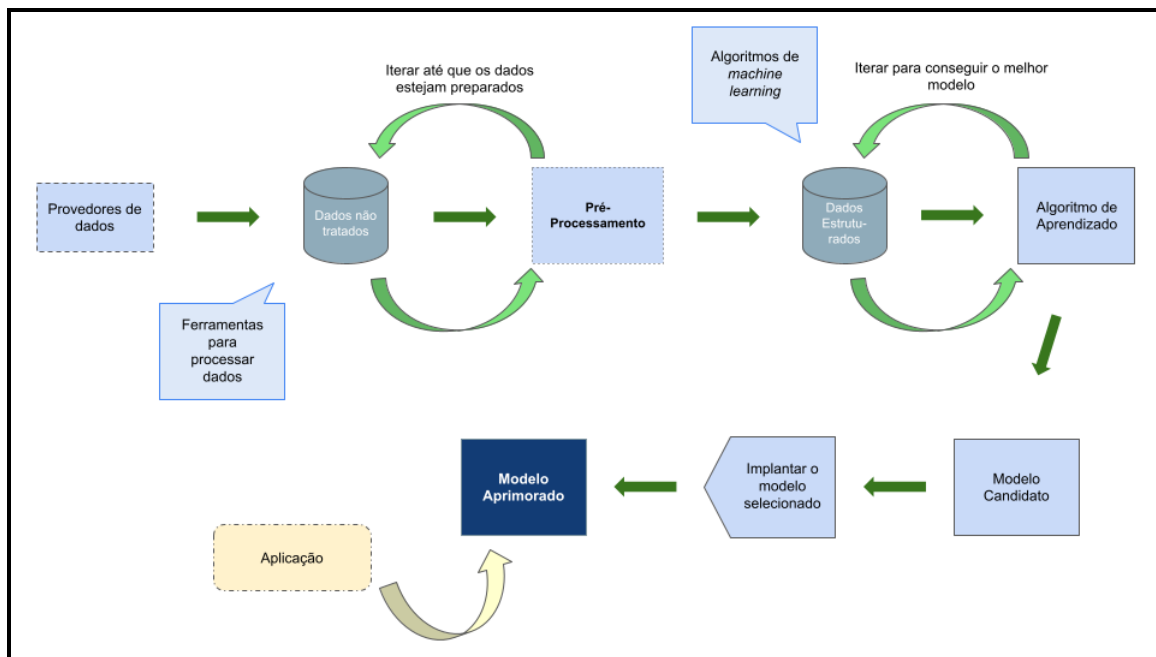 Iterar até que os dados
estejam preparados
Algoritmos de
machine
learning
Iterar para conseguir o melhor
modelo
Provedores de
dados
Dados não
tratados
Pré-
Processamento
Dados
Estrutu-
rados
Algoritmo de
Aprendizado
Ferramentas
para
processar
dados
Modelo
Aprimorado
Implantar o
modelo
selecionado
Modelo
Candidato
Aplicação